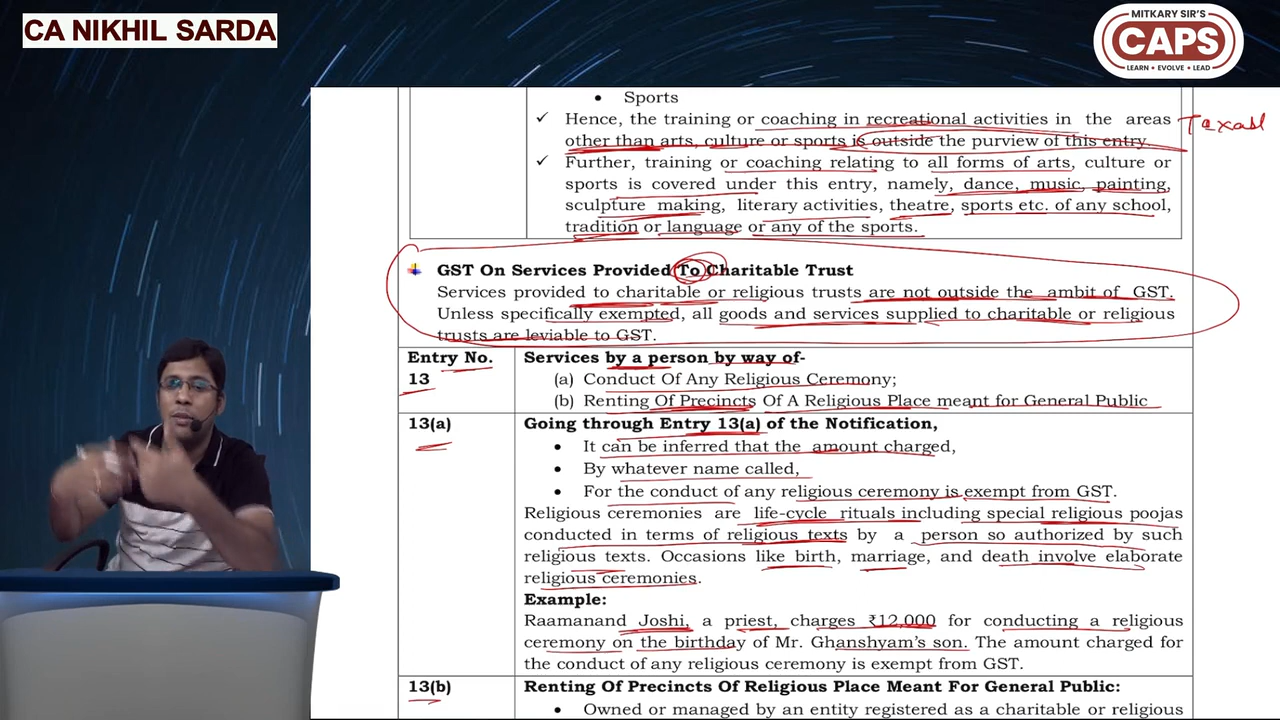 CA NIKHIL SARDA
MITKARY SIR'S
CAPS
LEARN • EVOLVE • LEAD
• Sports
✓ Hence, the training or coaching in recreational activities in the areas
other than arts, culture or sports is outside the purview of this entry.
Taxabl
✓ Further, training or coaching relating to all forms of arts, culture or
sports is covered under this entry, namely, dance, music, painting,
sculpture making, literary activities, theatre, sports etc. of any school,
tradition or language or any of the sports.
GST On Services Provided To Charitable Trust
Services provided to charitable or religious trusts are not outside the ambit of GST.
Unless specifically exempted, all goods and services supplied to charitable or religious
trusts are leviable to GST.
Entry No. Services by a person by way of-
13 (a) Conduct Of Any Religious Ceremony;
(b) Renting Of Precincts Of A Religious Place meant for General Public
13(a) Going through Entry 13(a) of the Notification,
• It can be inferred that the amount charged,
• By whatever name called,
• For the conduct of any religious ceremony is exempt from GST.
Religious ceremonies are life-cycle rituals including special religious poojas
conducted in terms of religious texts by a person so authorized by such
religious texts. Occasions like birth, marriage, and death involve elaborate
religious ceremonies.
Example:
Raamanand Joshi, a priest, charges ₹12,000 for conducting a religious
ceremony on the birthday of Mr. Ghanshyam's son. The amount charged for
the conduct of any religious ceremony is exempt from GST.
13(b) Renting Of Precincts Of Religious Place Meant For General Public:
• Owned or managed by an entity registered as a charitable or religious